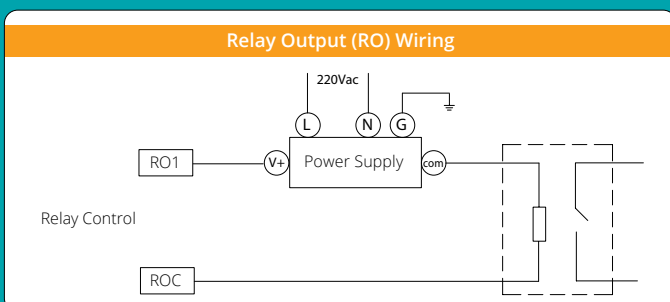 Relay Output (RO) Wiring
220Vac
L
N
G
RO1
V+
Power Supply
com
Relay Control
ROC